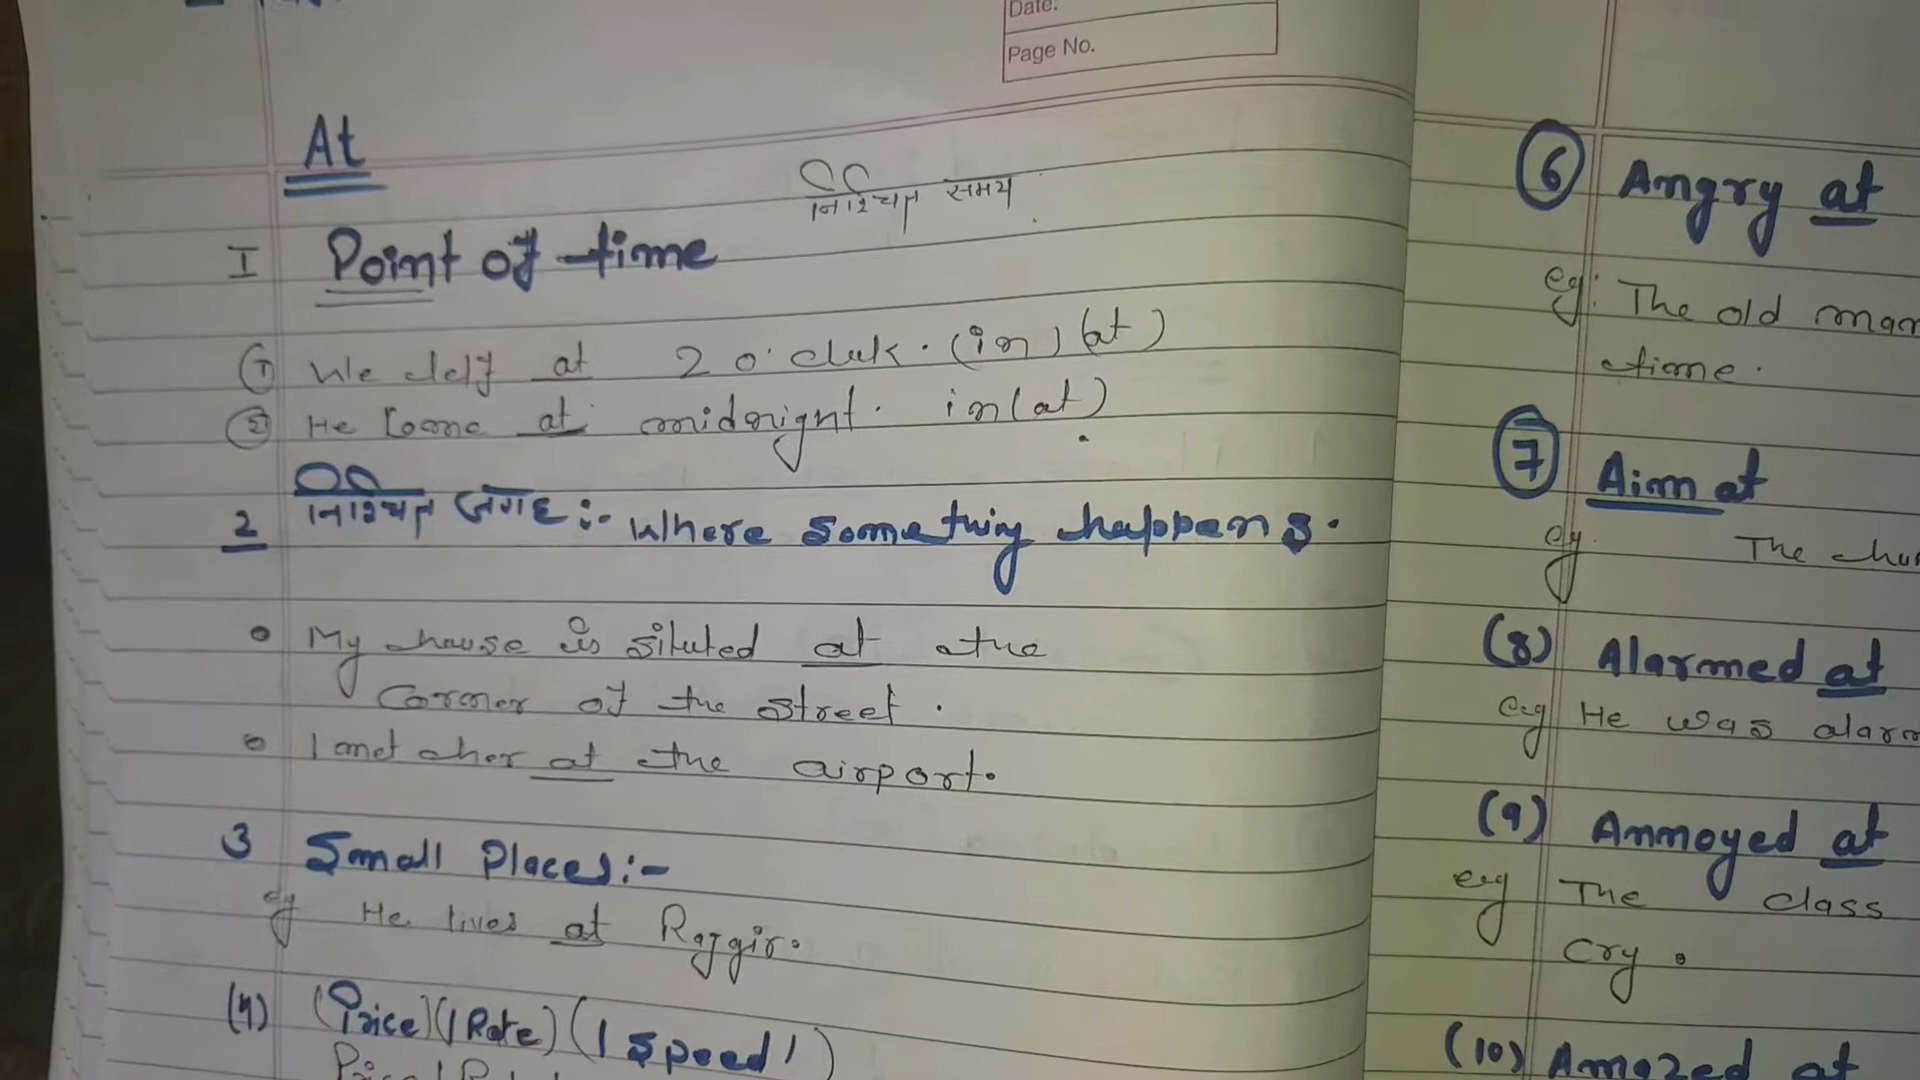 Date:
Page No.
At
निश्चित समय
I Point of time
① We left at 2 o'clock. (in) (at)
② He come at midnight. in (at)
2 निश्चित जगह :- Where something happens.
My house is situted at the
corner of the street.
I met her at the airport.
3 Small Places:-
eg He lives at Rajgir.
(4) (Price) (Rate) (Speed)
⑥ Angry at
eg: The old man
time.
⑦ Aim at
eg. The
(8) Alarmed at
eg He was
(9) Annoyed at
eg The class
cry.
(10) Amazed at